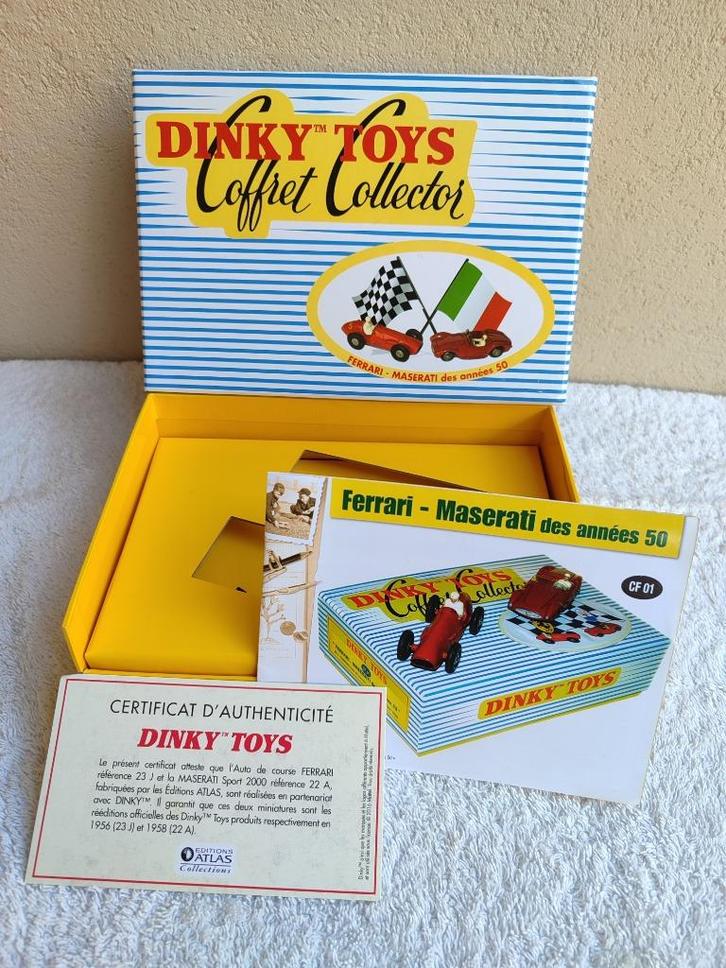 DINKY™ TOYS
Coffret Collector
FERRARI - MASERATI des années 50
Ferrari - Maserati des années 50
CF 01
DINKY TOYS
Coffret Collector
DINKY TOYS
DINKY TOYS
CERTIFICAT D'AUTHENTICITÉ
DINKY™ TOYS
Le présent certificat atteste que l'Auto de course FERRARI
référence 23 J et la MASERATI Sport 2000 référence 22 A,
fabriquées par les Éditions ATLAS, sont réalisées en partenariat
avec DINKY™. Il garantit que ces deux miniatures sont les
rééditions officielles des Dinky™ Toys produits respectivement en
1956 (23 J) et 1958 (22 A).
EDITIONS
ATLAS
Collections